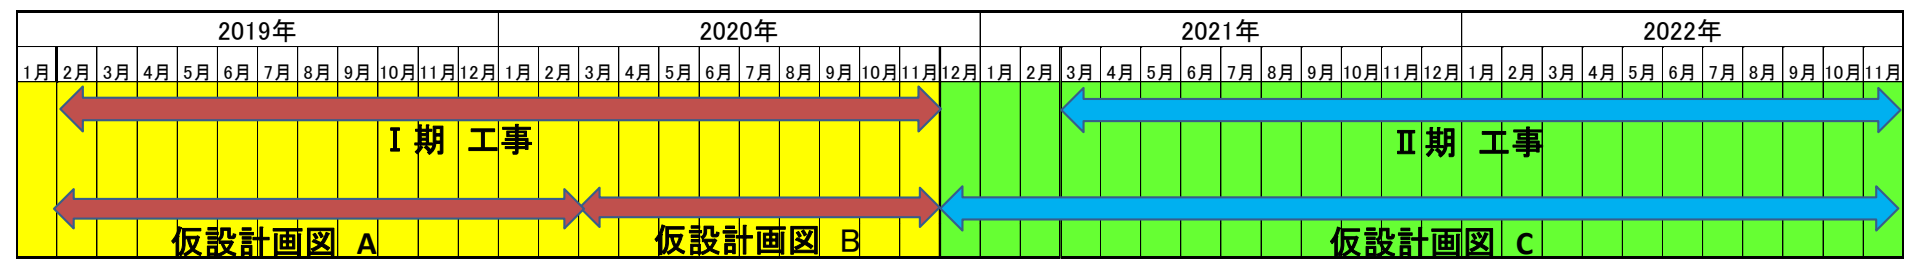 2019年 2020年 2021年 2022年
1月 2月 3月 4月 5月 6月 7月 8月 9月 10月 11月 12月 1月 2月 3月 4月 5月 6月 7月 8月 9月 10月 11月 12月 1月 2月 3月 4月 5月 6月 7月 8月 9月 10月 11月 12月 1月 2月 3月 4月 5月 6月 7月 8月 9月 10月 11月
Ⅰ期 工事 Ⅱ期 工事
仮設計画図 A 仮設計画図 B 仮設計画図 C